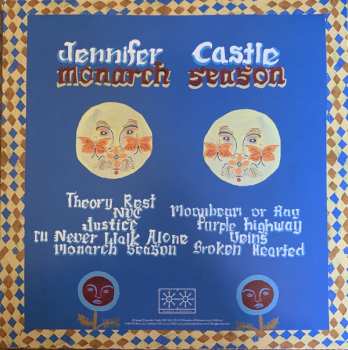 Jennifer Castle
monarch season
Theory Rest
NYC
Justice
I'll Never Walk Alone
Monarch Season
Moonbeam or Ray
Purple Highway
Veins
Broken Hearted